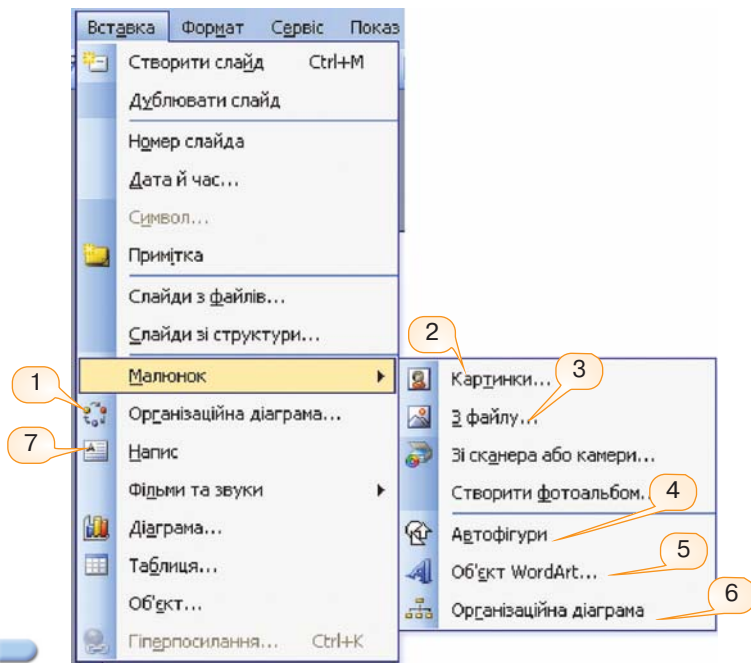 Вставка Формат Сервіс Показ
Створити слайд Ctrl+M
Дублювати слайд
Номер слайда
Дата й час...
Символ...
Примітка
Слайди з файлів...
Слайди зі структури...
Малюнок
1
Організаційна діаграма...
7
Напис
Фільми та звуки
Діаграма...
Таблиця...
Об'єкт...
Гіперпосилання... Ctrl+K
2
Картинки...
3
З файлу...
Зі сканера або камери...
Створити фотоальбом..
4
Автофігури
5
Об'єкт WordArt...
6
Організаційна діаграма